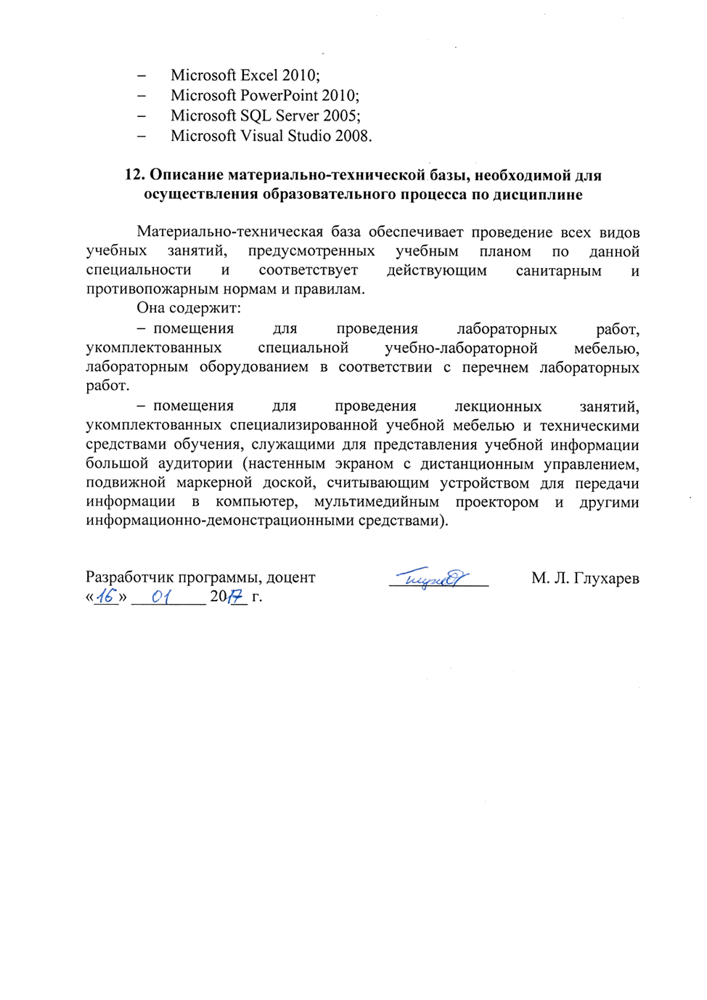 – Microsoft Excel 2010;
– Microsoft PowerPoint 2010;
– Microsoft SQL Server 2005;
– Microsoft Visual Studio 2008.
12. Описание материально-технической базы, необходимой для
осуществления образовательного процесса по дисциплине
Материально-техническая база обеспечивает проведение всех видов
учебных занятий, предусмотренных учебным планом по данной
специальности и соответствует действующим санитарным и
противопожарным нормам и правилам.
Она содержит:
– помещения для проведения лабораторных работ,
укомплектованных специальной учебно-лабораторной мебелью,
лабораторным оборудованием в соответствии с перечнем лабораторных
работ.
– помещения для проведения лекционных занятий,
укомплектованных специализированной учебной мебелью и техническими
средствами обучения, служащими для представления учебной информации
большой аудитории (настенным экраном с дистанционным управлением,
подвижной маркерной доской, считывающим устройством для передачи
информации в компьютер, мультимедийным проектором и другими
информационно-демонстрационными средствами).
Разработчик программы, доцент М. Л. Глухарев
«16» 01 2017 г.